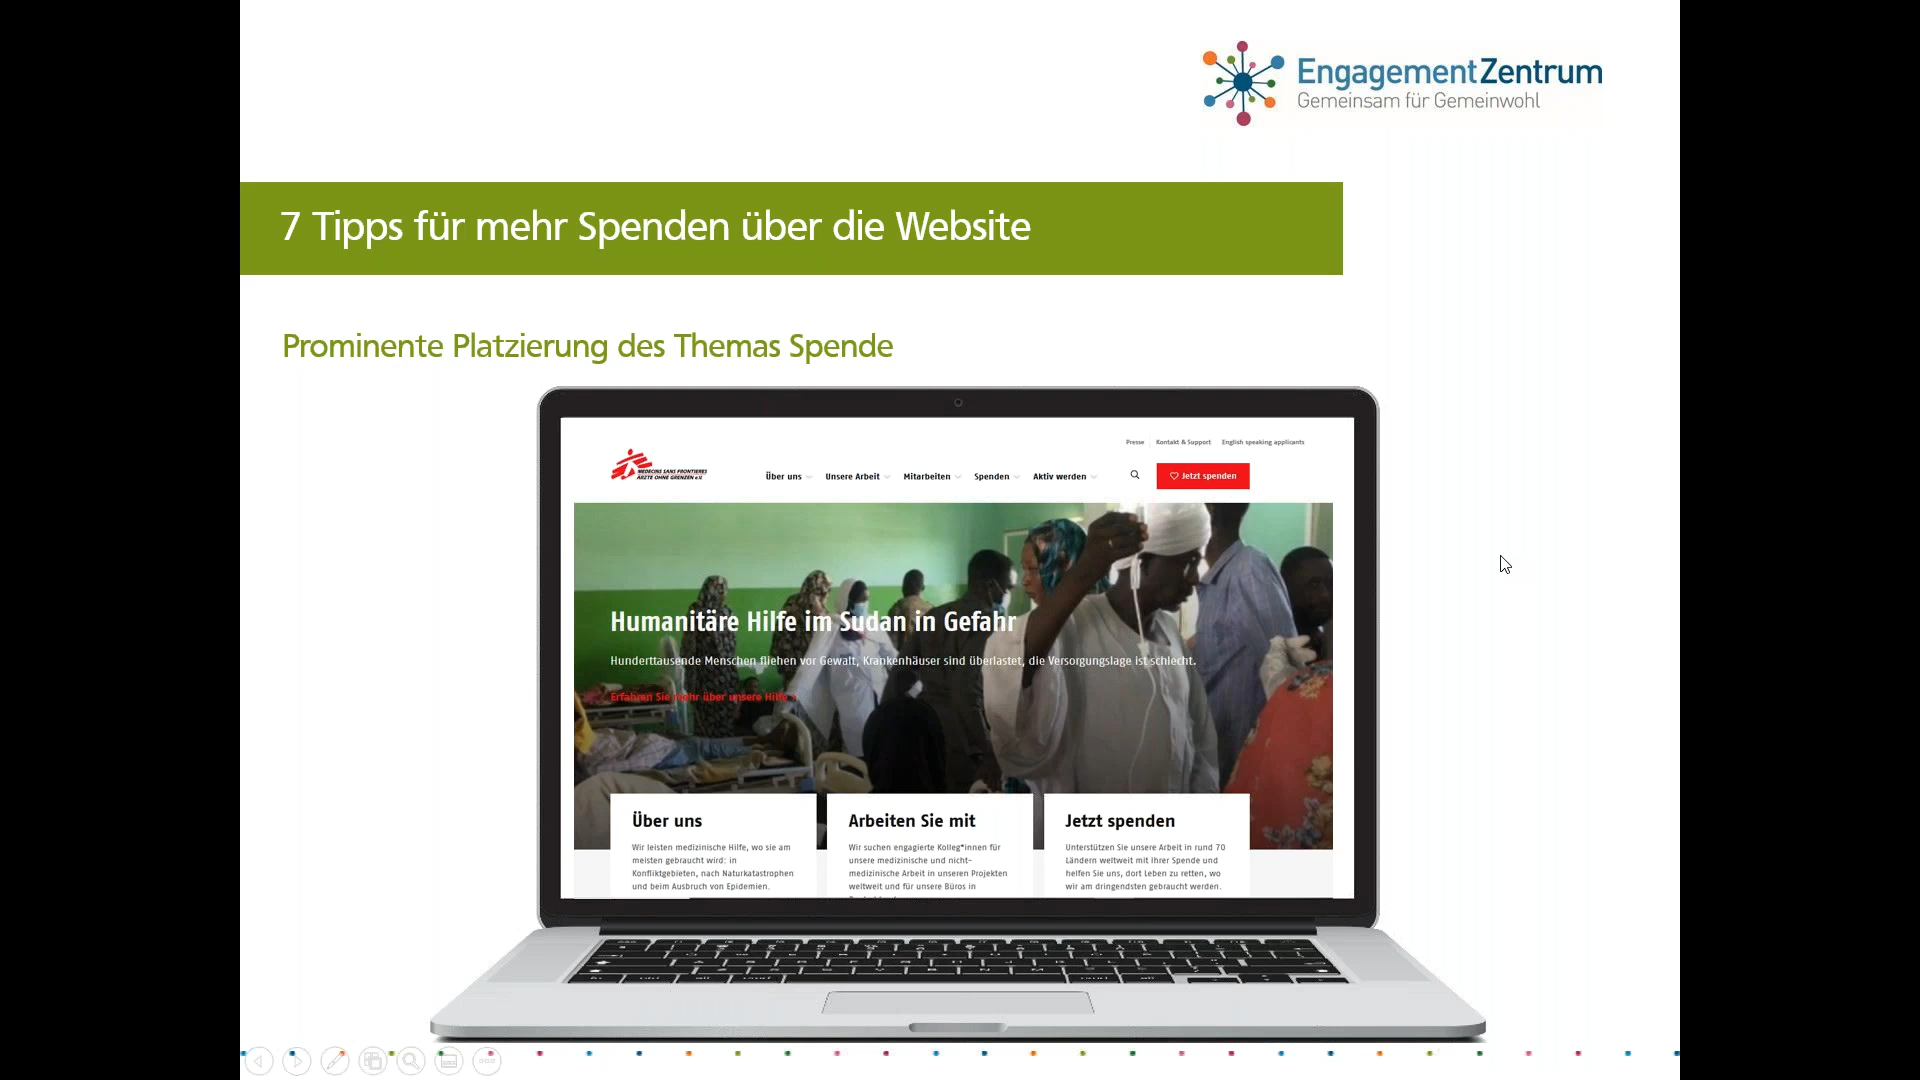 EngagementZentrum
Gemeinsam für Gemeinwohl
7 Tipps für mehr Spenden über die Website
Prominente Platzierung des Themas Spende
Presse Kontakt & Support English speaking applicants
MEDECINS SANS FRONTIERES
ÄRZTE OHNE GRENZEN e.V.
Über uns Unsere Arbeit Mitarbeiten Spenden Aktiv werden Jetzt spenden
Humanitäre Hilfe im Sudan in Gefahr
Hunderttausende Menschen fliehen vor Gewalt, Krankenhäuser sind überlastet, die Versorgungslage ist schlecht.
Erfahren Sie mehr über unsere Hilfe »
Über uns
Wir leisten medizinische Hilfe, wo sie am
meisten gebraucht wird: in
Konfliktgebieten, nach Naturkatastrophen
und beim Ausbruch von Epidemien.
Arbeiten Sie mit
Wir suchen engagierte Kolleg*innen für
unsere medizinische und nicht-
medizinische Arbeit in unseren Projekten
weltweit und für unsere Büros in
Jetzt spenden
Unterstützen Sie unsere Arbeit in rund 70
Ländern weltweit mit Ihrer Spende und
helfen Sie uns, dort Leben zu retten, wo
wir am dringendsten gebraucht werden.